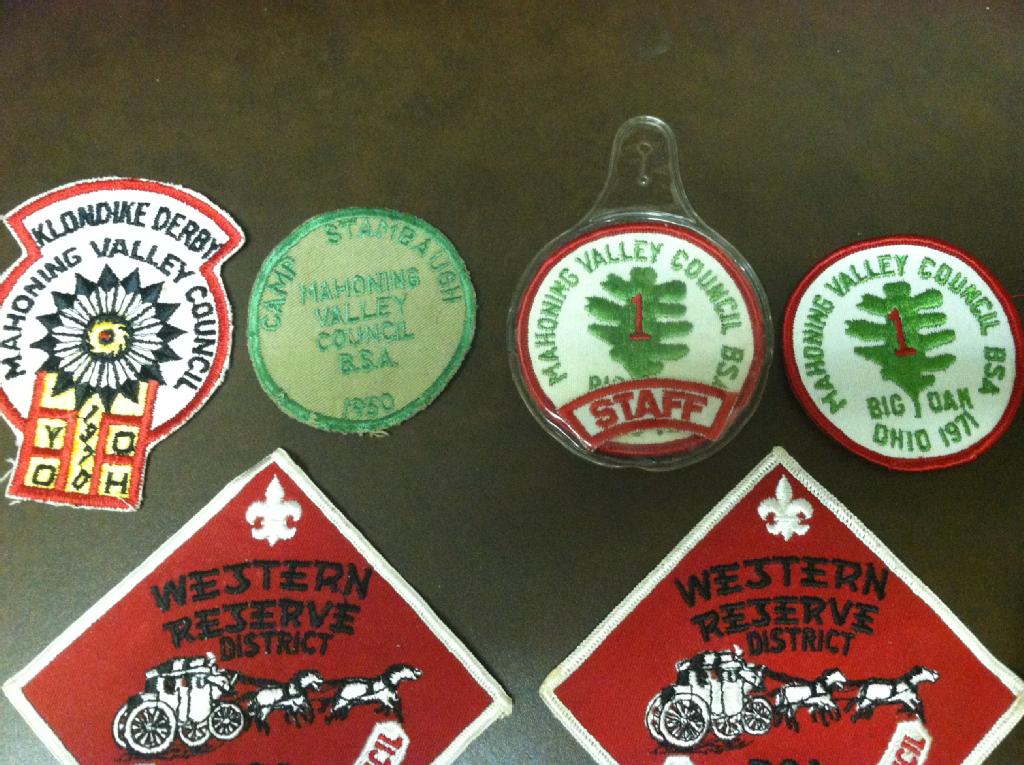 KLONDIKE DERBY
MAHONING VALLEY COUNCIL
1970
Y O
O H
CAMP STAMBAUGH
MAHONING
VALLEY
COUNCIL
B.S.A.
1950
MAHONING VALLEY COUNCIL BSA
1
STAFF
MAHONING VALLEY COUNCIL BSA
1
BIG OAK
OHIO 1971
WESTERN
RESERVE
DISTRICT
WESTERN
RESERVE
DISTRICT